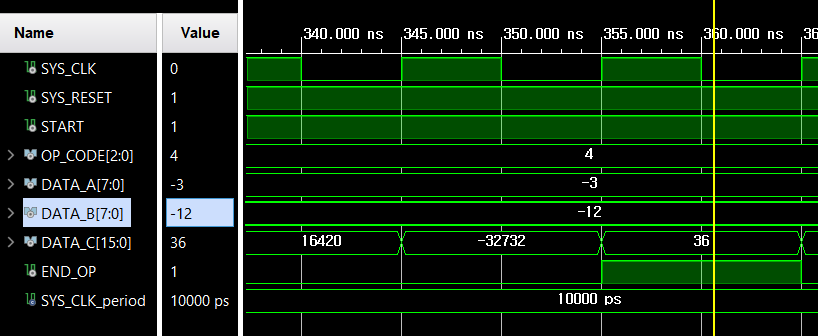 Name Value 340.000 ns 345.000 ns 350.000 ns 355.000 ns 360.000 ns 36
SYS_CLK 0
SYS_RESET 1
START 1
OP_CODE[2:0] 4 4
DATA_A[7:0] -3 -3
DATA_B[7:0] -12 -12
DATA_C[15:0] 36 16420 -32732 36
END_OP 1
SYS_CLK_period 10000 ps 10000 ps